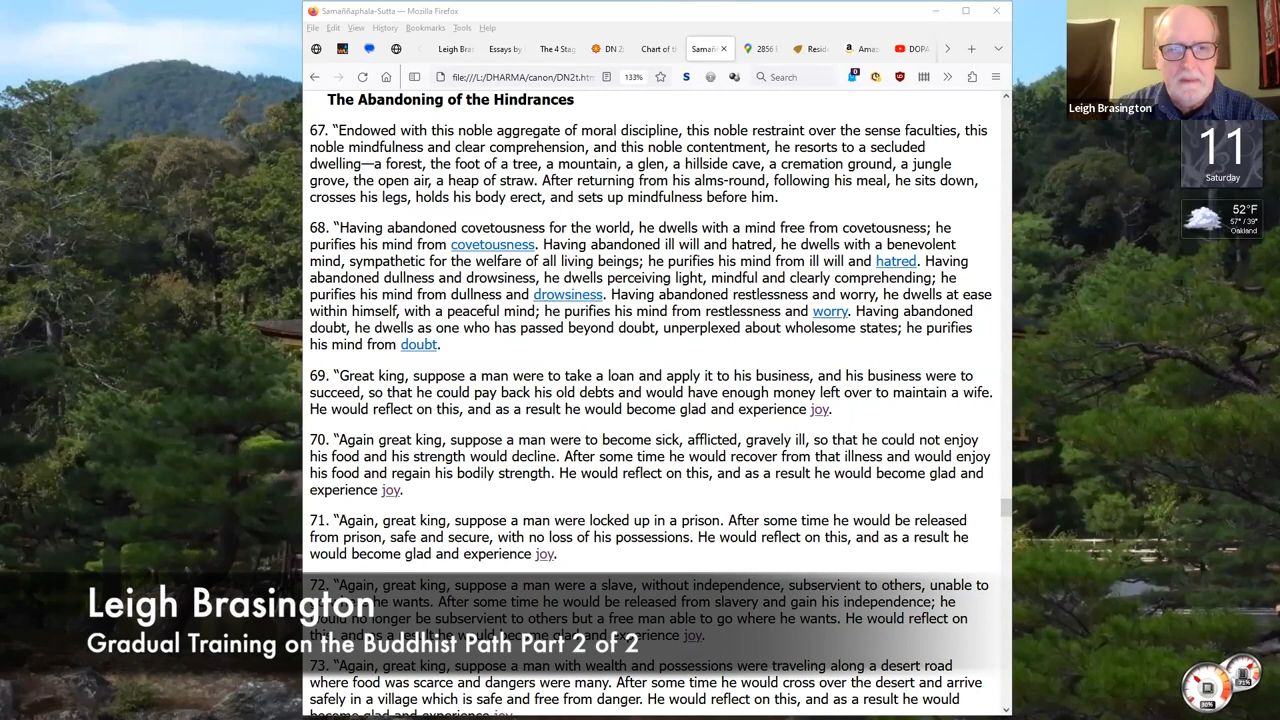 Samaññaphala-Sutta — Mozilla Firefox
File Edit View History Bookmarks Tools Help
Leigh Bras Essays by The 4 Stag DN 2: Chart of t Samañ 2856 Reside Amaz DOPA
file:///L:/DHARMA/canon/DN2t.htm 133% Search
The Abandoning of the Hindrances
67. “Endowed with this noble aggregate of moral discipline, this noble restraint over the sense faculties, this
noble mindfulness and clear comprehension, and this noble contentment, he resorts to a secluded
dwelling—a forest, the foot of a tree, a mountain, a glen, a hillside cave, a cremation ground, a jungle
grove, the open air, a heap of straw. After returning from his alms-round, following his meal, he sits down,
crosses his legs, holds his body erect, and sets up mindfulness before him.
68. “Having abandoned covetousness for the world, he dwells with a mind free from covetousness; he
purifies his mind from covetousness. Having abandoned ill will and hatred, he dwells with a benevolent
mind, sympathetic for the welfare of all living beings; he purifies his mind from ill will and hatred. Having
abandoned dullness and drowsiness, he dwells perceiving light, mindful and clearly comprehending; he
purifies his mind from dullness and drowsiness. Having abandoned restlessness and worry, he dwells at ease
within himself, with a peaceful mind; he purifies his mind from restlessness and worry. Having abandoned
doubt, he dwells as one who has passed beyond doubt, unperplexed about wholesome states; he purifies
his mind from doubt.
69. “Great king, suppose a man were to take a loan and apply it to his business, and his business were to
succeed, so that he could pay back his old debts and would have enough money left over to maintain a wife.
He would reflect on this, and as a result he would become glad and experience joy.
70. “Again great king, suppose a man were to become sick, afflicted, gravely ill, so that he could not enjoy
his food and his strength would decline. After some time he would recover from that illness and would enjoy
his food and regain his bodily strength. He would reflect on this, and as a result he would become glad and
experience joy.
71. “Again, great king, suppose a man were locked up in a prison. After some time he would be released
from prison, safe and secure, with no loss of his possessions. He would reflect on this, and as a result he
would become glad and experience joy.
72. “Again, great king, suppose a man were a slave, without independence, subservient to others, unable to
he wants. After some time he would be released from slavery and gain his independence; he
would no longer be subservient to others but a free man able to go where he wants. He would reflect on
this, and as a result he would become glad and experience joy.
73. “Again, great king, suppose a man with wealth and possessions were traveling along a desert road
where food was scarce and dangers were many. After some time he would cross over the desert and arrive
safely in a village which is safe and free from danger. He would reflect on this, and as a result he would
become glad and experience joy.
Leigh Brasington
Gradual Training on the Buddhist Path Part 2 of 2
Leigh Brasington
11
Saturday
52°F
57° / 39°
Oakland
30%
71%